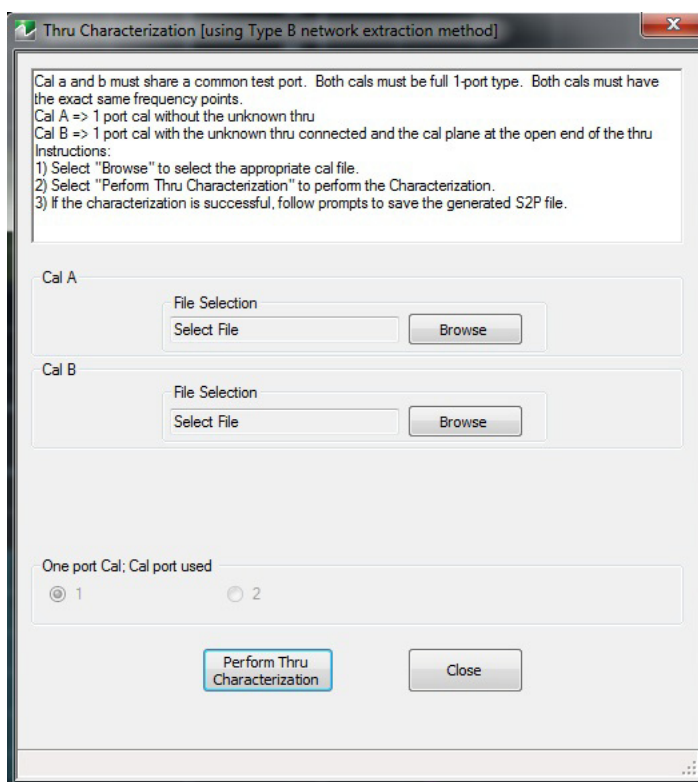 Thru Characterization [using Type B network extraction method]
Cal a and b must share a common test port.  Both cals must be full 1-port type.  Both cals must have
the exact same frequency points.
Cal A => 1 port cal without the unknown thru
Cal B => 1 port cal with the unknown thru connected and the cal plane at the open end of the thru
Instructions:
1) Select "Browse" to select the appropriate cal file.
2) Select "Perform Thru Characterization" to perform the Characterization.
3) If the characterization is successful, follow prompts to save the generated S2P file.
Cal A
File Selection
Select File
Browse
Cal B
File Selection
Select File
Browse
One port Cal; Cal port used
1
2
Perform Thru
Characterization
Close